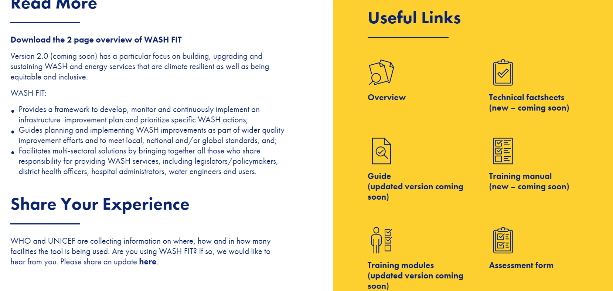 Read More
Download the 2 page overview of WASH FIT
Version 2.0 (coming soon) has a particular focus on building, upgrading and
sustaining WASH and energy services that are climate resilient as well as being
equitable and inclusive.
WASH FIT:
• Provides a framework to develop, monitor and continuously implement an
infrastructure improvement plan and prioritize specific WASH actions;
• Guides planning and implementing WASH improvements as part of wider quality
improvement efforts and to meet local, national and/or global standards, and;
• Facilitates multi-sectoral solutions by bringing together all those who share
responsibility for providing WASH services, including legislators/policymakers,
district health officers, hospital administrators, water engineers and users.
Share Your Experience
WHO and UNICEF are collecting information on where, how and in how many
facilities the tool is being used. Are you using WASH FIT? If so, we would like to
hear from you. Please share an update here.
Useful Links
Overview
Technical factsheets
(new – coming soon)
Guide
(updated version coming
soon)
Training manual
(new – coming soon)
Training modules
(updated version coming
soon)
Assessment form